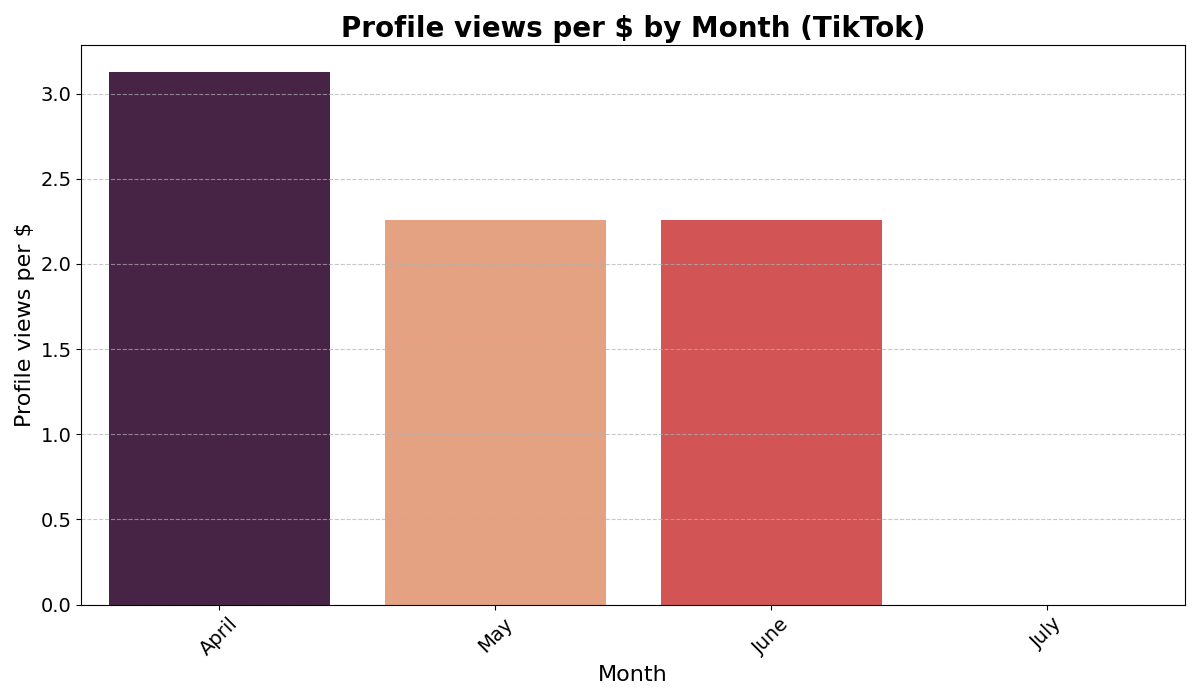 Profile views per $ by Month (TikTok)
Profile views per $
3.0
2.5
2.0
1.5
1.0
0.5
0.0
April
May
June
July
Month